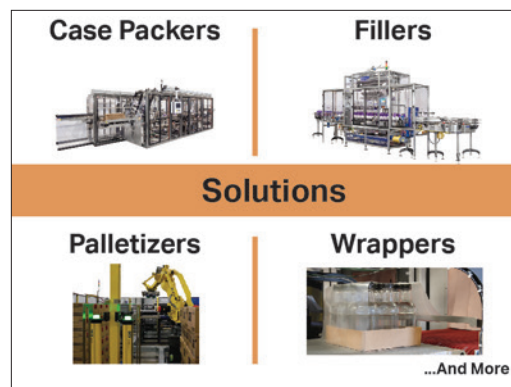 Case Packers
Fillers
Solutions
Palletizers
Wrappers
...And More